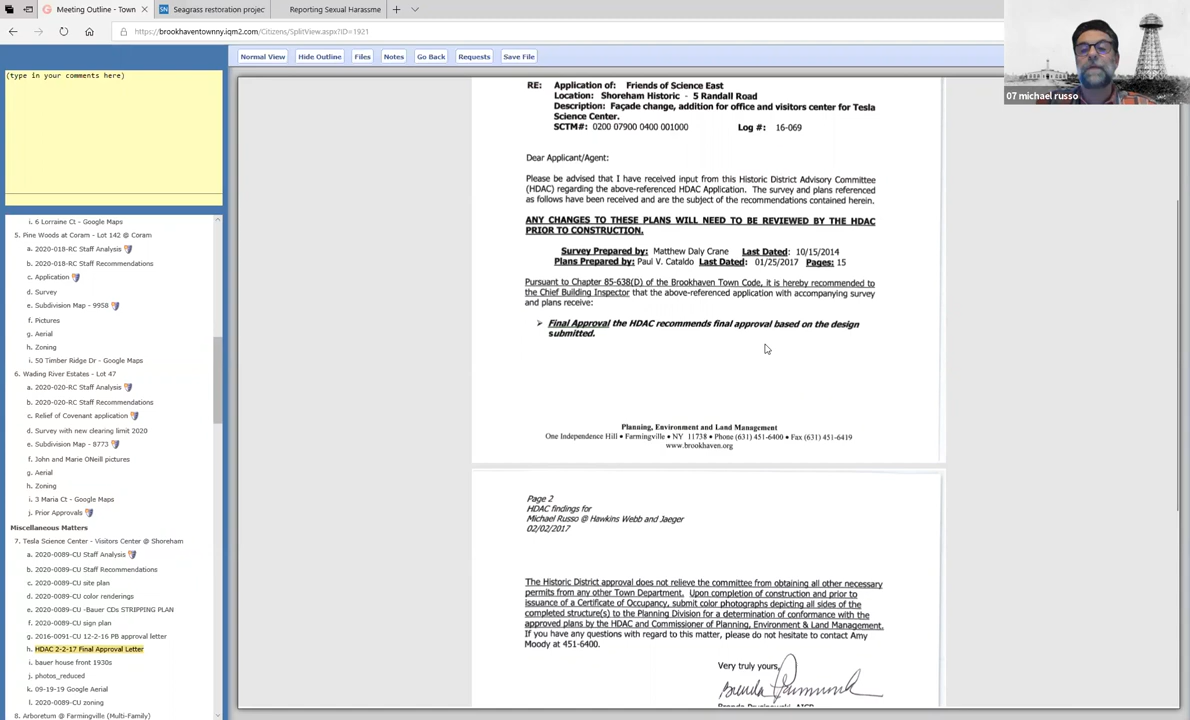 Meeting Outline - Town
Seagrass restoration projec
Reporting Sexual Harassme
https://brookhaventownny.iqm2.com/Citizens/SplitView.aspx?ID=1921
07 michael russo
Normal View
Hide Outline
Files
Notes
Go Back
Requests
Save File
(type in your comments here)
i. 6 Lorraine Ct - Google Maps
5. Pine Woods at Coram - Lot 142 @ Coram
a. 2020-018-RC Staff Analysis
b. 2020-018-RC Staff Recommendations
c. Application
d. Survey
e. Subdivision Map - 9958
f. Pictures
g. Aerial
h. Zoning
i. 50 Timber Ridge Dr - Google Maps
6. Wading River Estates - Lot 47
a. 2020-020-RC Staff Analysis
b. 2020-020-RC Staff Recommendations
c. Relief of Covenant application
d. Survey with new clearing limit 2020
e. Subdivision Map - 8773
f. John and Marie ONeill pictures
g. Aerial
h. Zoning
i. 3 Maria Ct - Google Maps
j. Prior Approvals
Miscellaneous Matters
7. Tesla Science Center - Visitors Center @ Shoreham
a. 2020-0089-CU Staff Analysis
b. 2020-0089-CU Staff Recommendations
c. 2020-0089-CU site plan
d. 2020-0089-CU color renderings
e. 2020-0089-CU -Bauer CDs STRIPPING PLAN
f. 2020-0089-CU sign plan
g. 2016-0091-CU 12-2-16 PB approval letter
h. HDAC 2-2-17 Final Approval Letter
i. bauer house front 1930s
j. photos_reduced
k. 09-19-19 Google Aerial
l. 2020-0089-CU zoning
8. Arboretum @ Farmingville (Multi-Family)
RE: Application of: Friends of Science East
Location: Shoreham Historic - 5 Randall Road
Description: Façade change, addition for office and visitors center for Tesla
Science Center.
SCTM#: 0200 07900 0400 001000 Log #: 16-069
Dear Applicant/Agent:
Please be advised that I have received input from this Historic District Advisory Committee
(HDAC) regarding the above-referenced HDAC Application. The survey and plans referenced
as follows have been received and are the subject of the recommendations contained herein.
ANY CHANGES TO THESE PLANS WILL NEED TO BE REVIEWED BY THE HDAC
PRIOR TO CONSTRUCTION.
Survey Prepared by: Matthew Daly Crane Last Dated: 10/15/2014
Plans Prepared by: Paul V. Cataldo Last Dated: 01/25/2017 Pages: 15
Pursuant to Chapter 85-638(D) of the Brookhaven Town Code, it is hereby recommended to
the Chief Building Inspector that the above-referenced application with accompanying survey
and plans receive:
➢ Final Approval the HDAC recommends final approval based on the design
submitted.
Planning, Environment and Land Management
One Independence Hill • Farmingville • NY 11738 • Phone (631) 451-6400 • Fax (631) 451-6419
www.brookhaven.org
Page 2
HDAC findings for
Michael Russo @ Hawkins Webb and Jaeger
02/02/2017
The Historic District approval does not relieve the committee from obtaining all other necessary
permits from any other Town Department. Upon completion of construction and prior to
issuance of a Certificate of Occupancy, submit color photographs depicting all sides of the
completed structure(s) to the Planning Division for a determination of conformance with the
approved plans by the HDAC and Commissioner of Planning, Environment & Land Management.
If you have any questions with regard to this matter, please do not hesitate to contact Amy
Moody at 451-6400.
Very truly yours,
Brenda